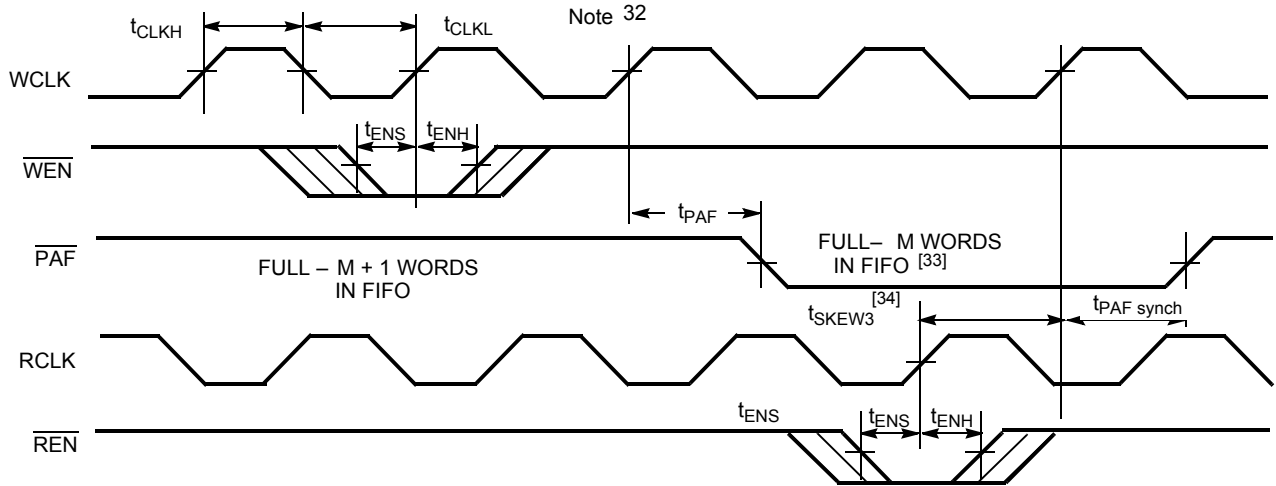 Note 32
tCLKH
tCLKL
WCLK
tENS
tENH
WEN
tPAF
PAF
FULL – M + 1 WORDS
IN FIFO
FULL– M WORDS
IN FIFO [33]
[34]
tSKEW3
tPAF synch
RCLK
tENS
tENS
tENH
REN